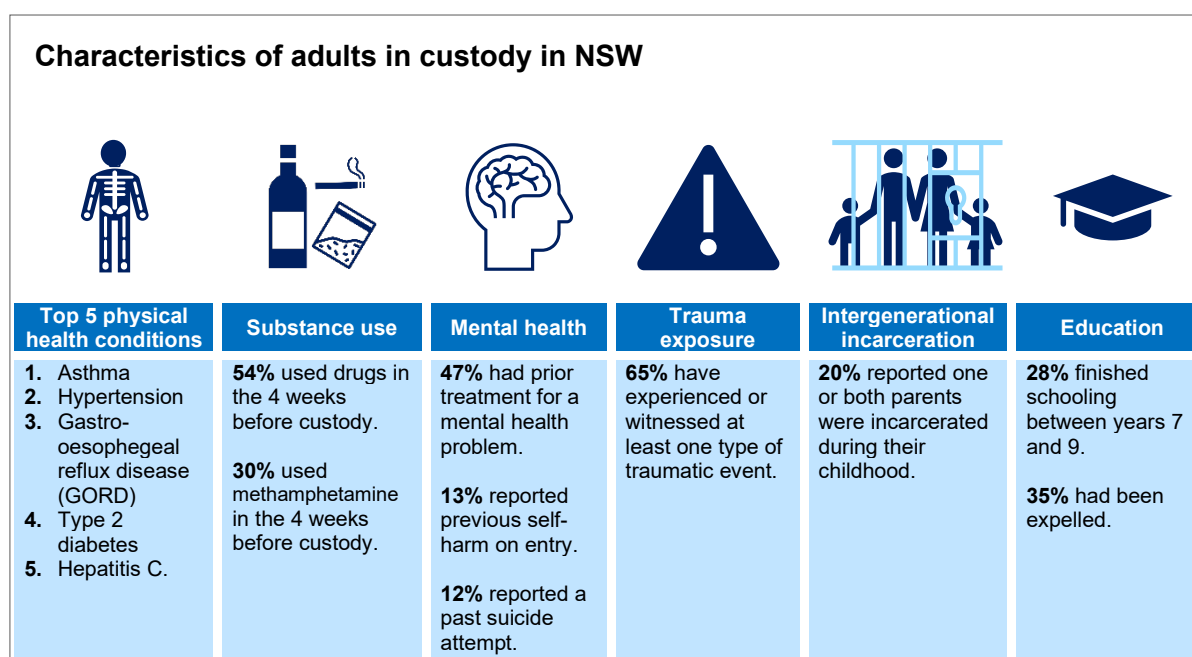 Characteristics of adults in custody in NSW
Top 5 physical
health conditions
1. Asthma
2. Hypertension
3. Gastro-
oesophegeal
reflux disease
(GORD)
4. Type 2
diabetes
5. Hepatitis C.
Substance use
54% used drugs in
the 4 weeks
before custody.
30% used
methamphetamine
in the 4 weeks
before custody.
Mental health
47% had prior
treatment for a
mental health
problem.
13% reported
previous self-
harm on entry.
12% reported a
past suicide
attempt.
Trauma
exposure
65% have
experienced or
witnessed at
least one type of
traumatic event.
Intergenerational
incarceration
20% reported one
or both parents
were incarcerated
during their
childhood.
Education
28% finished
schooling
between years 7
and 9.
35% had been
expelled.